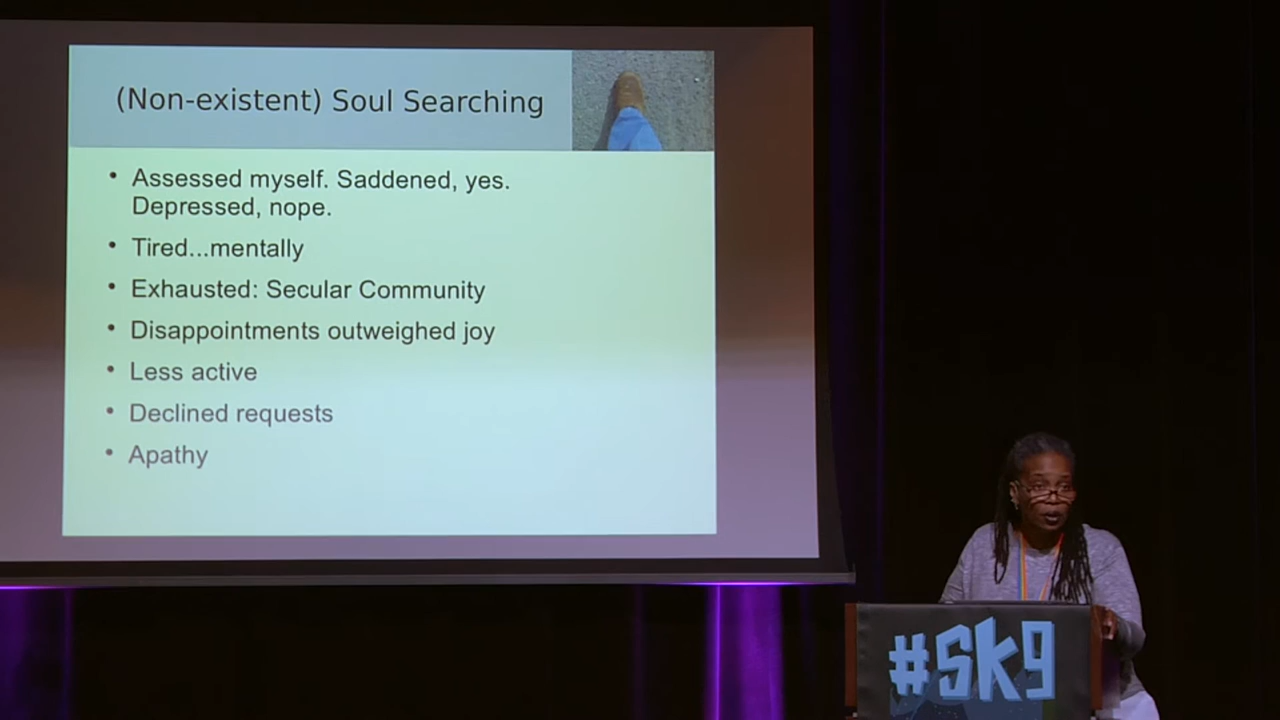 (Non-existent) Soul Searching
• Assessed myself. Saddened, yes.
Depressed, nope.
• Tired...mentally
• Exhausted: Secular Community
• Disappointments outweighed joy
• Less active
• Declined requests
• Apathy
#sk9